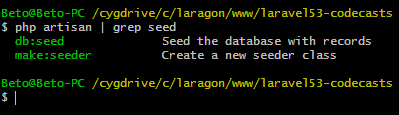 Beto@Beto-PC /cygdrive/c/laragon/www/laravel53-codecasts
$ php artisan | grep seed
db:seed Seed the database with records
make:seeder Create a new seeder class
Beto@Beto-PC /cygdrive/c/laragon/www/laravel53-codecasts
$